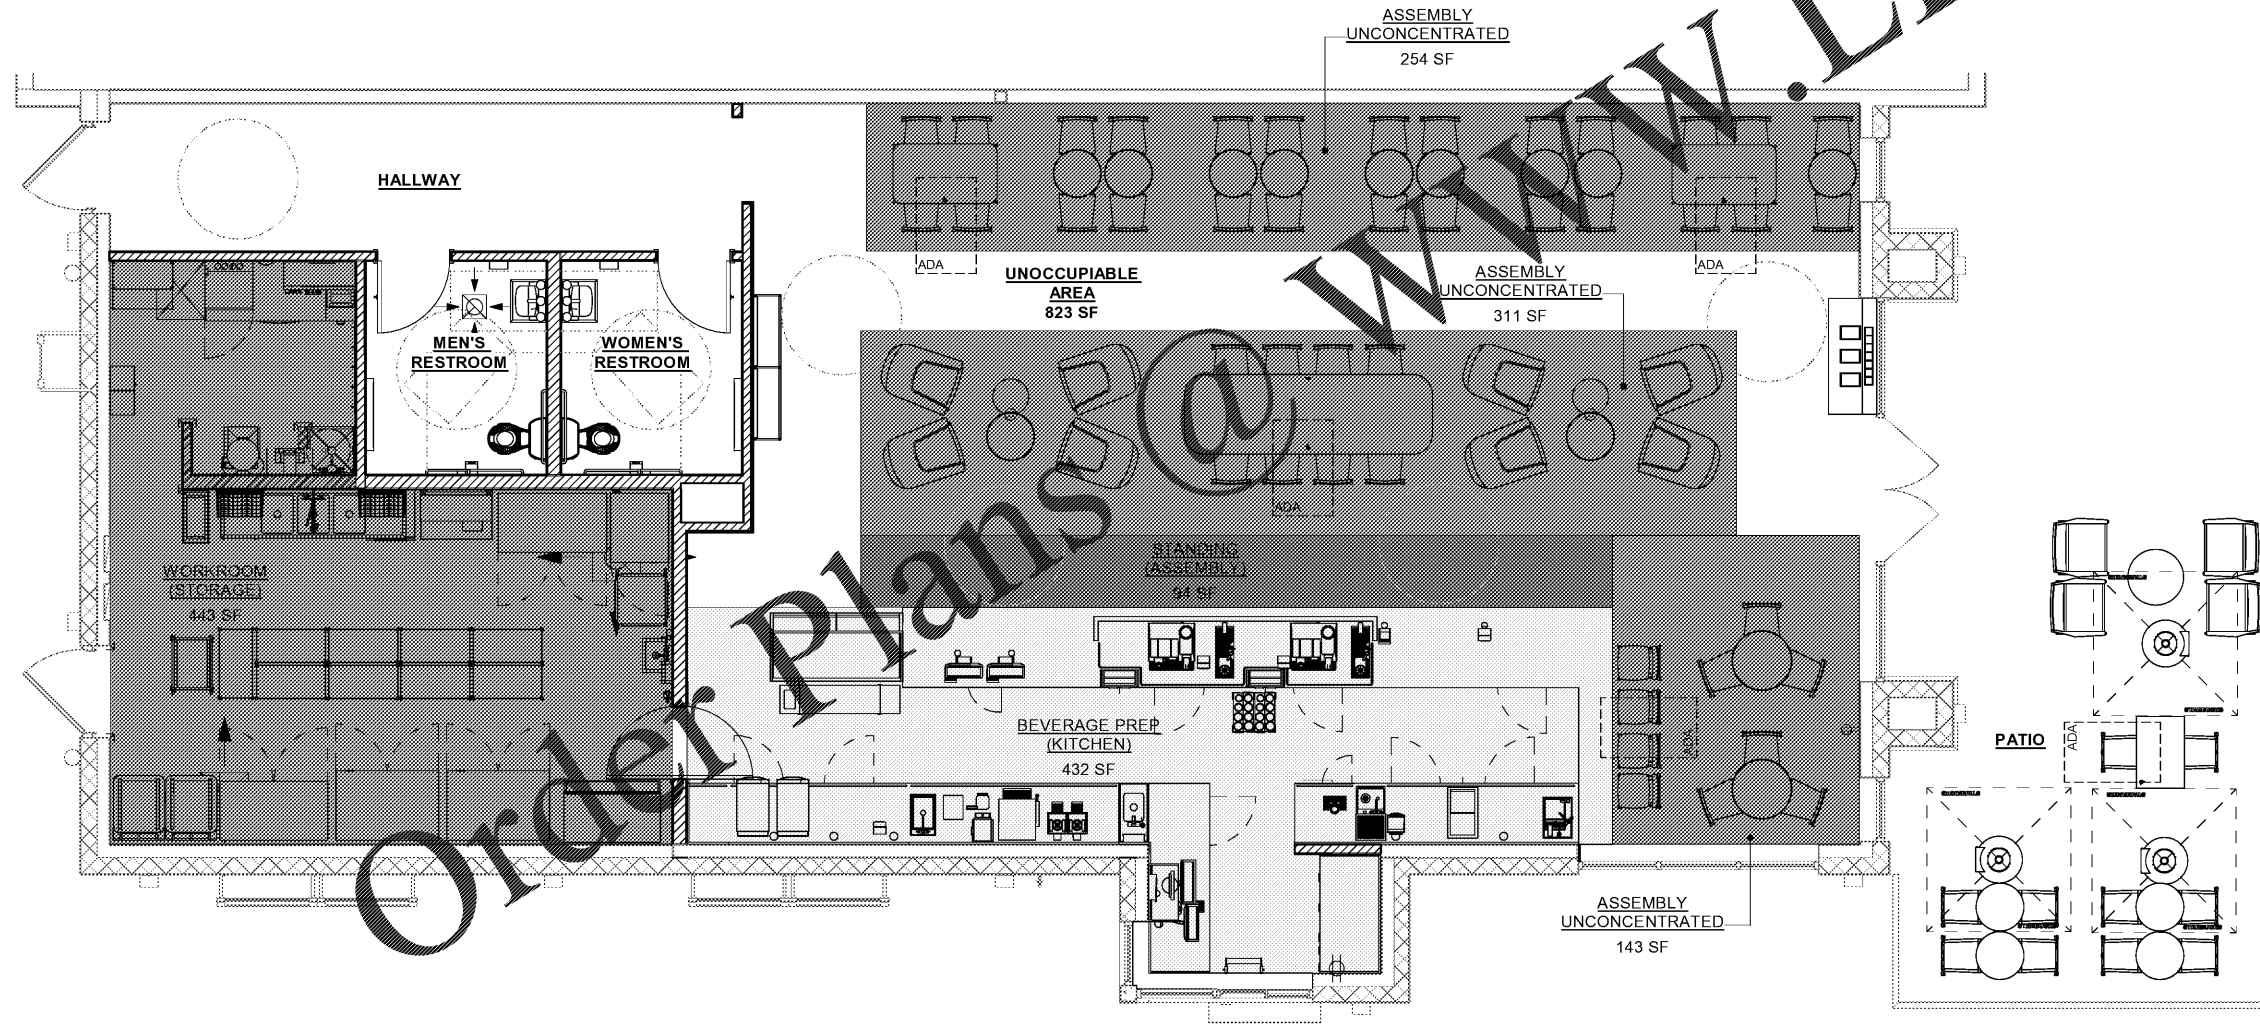 ASSEMBLY
UNCONCENTRATED
254 SF
HALLWAY
UNOCCUPIABLE
AREA
823 SF
ADA
ADA
ASSEMBLY
UNCONCENTRATED
311 SF
MEN'S
RESTROOM
WOMEN'S
RESTROOM
ADA
WORKROOM
(STORAGE)
443 SF
STANDING
(ASSEMBLY)
94 SF
BEVERAGE PREP
(KITCHEN)
432 SF
ADA
PATIO
ADA
ASSEMBLY
UNCONCENTRATED
143 SF
Order Plans @ WWW.